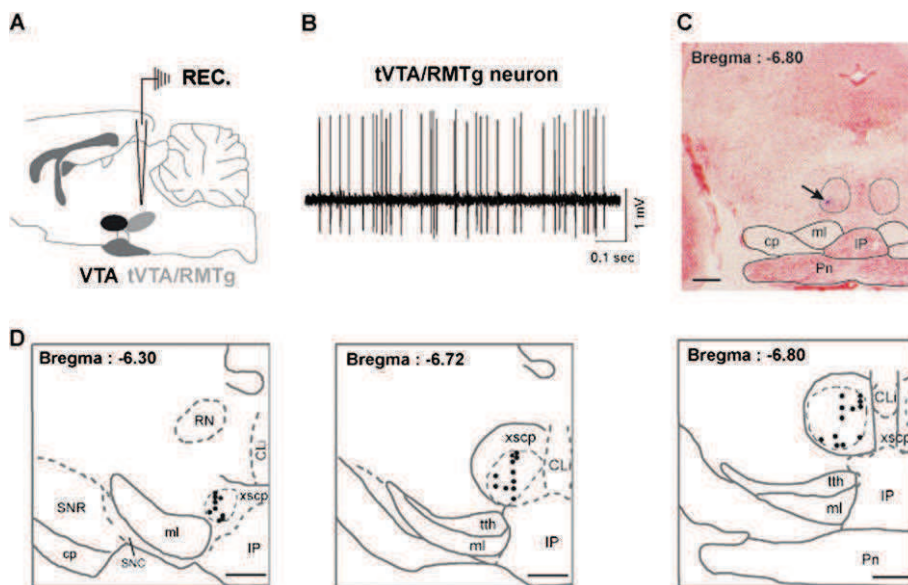 A
REC.
VTA tVTA/RMTg
B
tVTA/RMTg neuron
1 mV
0.1 sec
C
Bregma : -6.80
cp
ml
IP
Pn
D
Bregma : -6.30
RN
CLi
xscp
SNR
ml
cp
SNC
IP
Bregma : -6.72
xscp
CLi
tth
ml
IP
Bregma : -6.80
CLi
xscp
tth
ml
IP
Pn